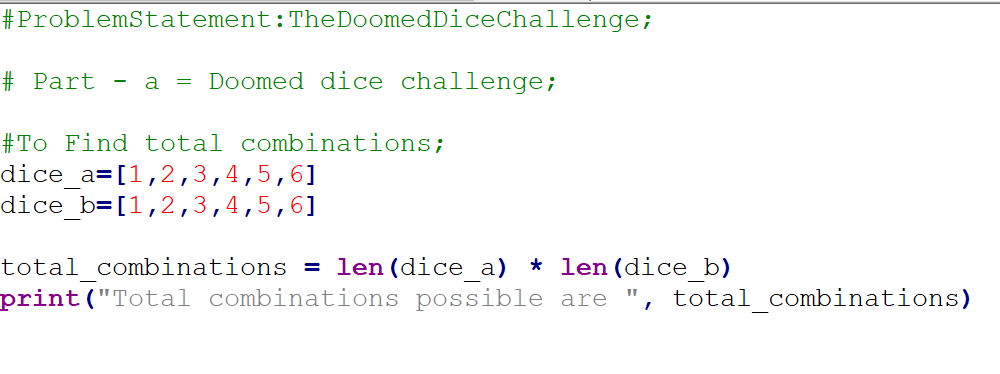 #ProblemStatement:TheDoomedDiceChallenge;
# Part - a = Doomed dice challenge;
#To Find total combinations;
dice_a=[1,2,3,4,5,6]
dice_b=[1,2,3,4,5,6]
total_combinations = len(dice_a) * len(dice_b)
print("Total combinations possible are ", total_combinations)